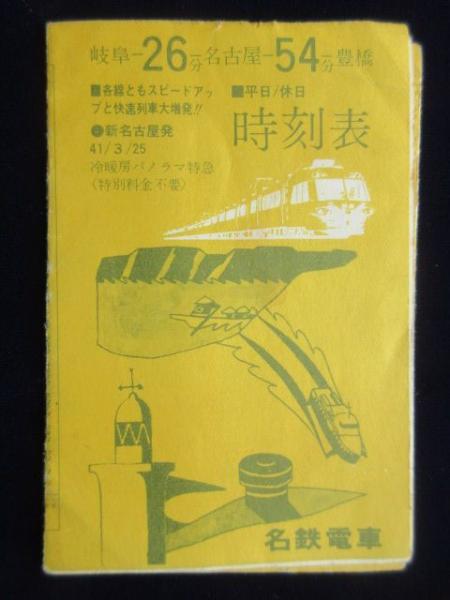 岐阜－26分－名古屋－54分－豊橋
■各線ともスピードアッ
プと快速列車大増発!!
■平日/休日
時刻表
新名古屋発
41/3/25
冷暖房パノラマ特急
(特別料金不要)
名鉄電車